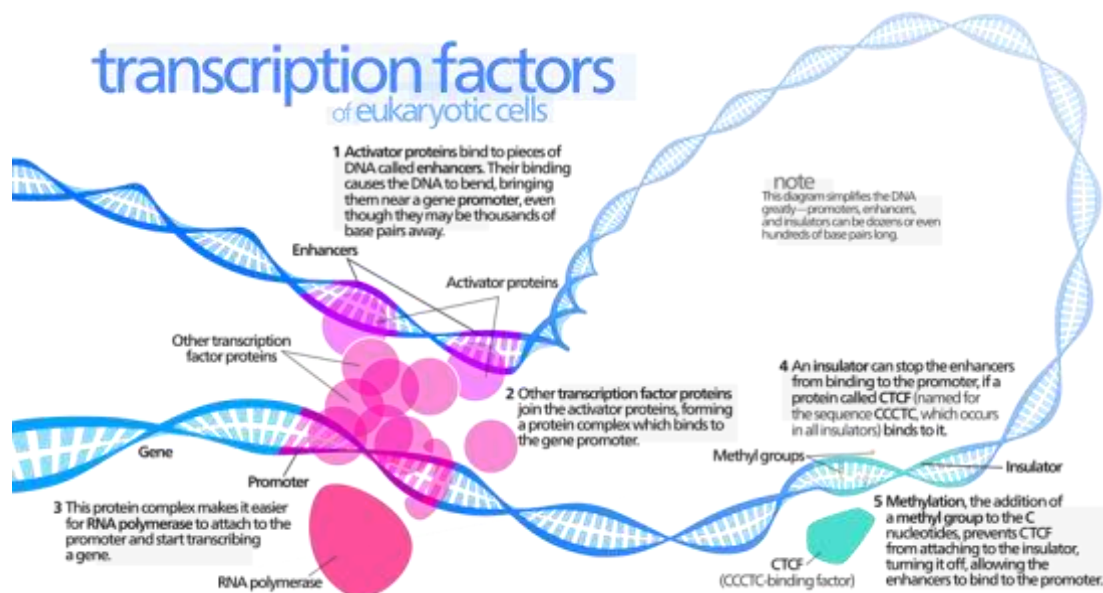 transcription factors
of eukaryotic cells
1 Activator proteins bind to pieces of
DNA called enhancers. Their binding
causes the DNA to bend, bringing
them near a gene promoter, even
though they may be thousands of
base pairs away.
note
This diagram simplifies the DNA
greatly—promoters, enhancers,
and insulators can be dozens or even
hundreds of base pairs long.
Enhancers
Activator proteins
Other transcription
factor proteins
2 Other transcription factor proteins
join the activator proteins, forming
a protein complex which binds to
the gene promoter.
4 An insulator can stop the enhancers
from binding to the promoter, if a
protein called CTCF (named for
the sequence CCCTC, which occurs
in all insulators) binds to it.
Gene
Promoter
Methyl groups
Insulator
3 This protein complex makes it easier
for RNA polymerase to attach to the
promoter and start transcribing
a gene.
RNA polymerase
CTCF
(CCCTC-binding factor)
5 Methylation, the addition of
a methyl group to the C
nucleotides, prevents CTCF
from attaching to the insulator,
turning it off, allowing the
enhancers to bind to the promoter.